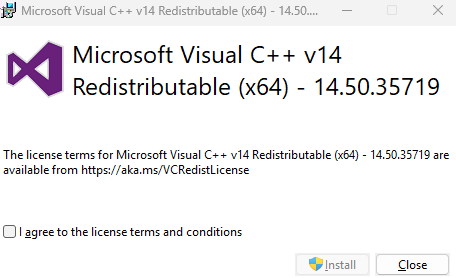 Microsoft Visual C++ v14 Redistributable (x64) - 14.50....
Microsoft Visual C++ v14
Redistributable (x64) - 14.50.35719
The license terms for Microsoft Visual C++ v14 Redistributable (x64) - 14.50.35719 are
available from https://aka.ms/VCRedistLicense
I agree to the license terms and conditions
Install
Close